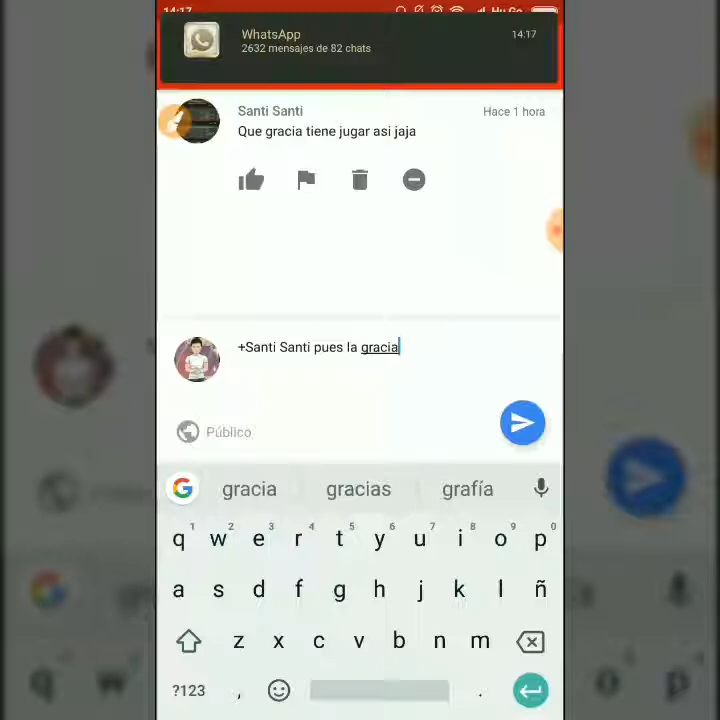 14:17
Hu Go
WhatsApp
14:17
2632 mensajes de 82 chats
Santi Santi
Hace 1 hora
Que gracia tiene jugar asi jaja
+Santi Santi pues la gracia
Público
gracia gracias grafía
1 2 3 4 5 6 7 8 9 0
q w e r t y u i o p
a s d f g h j k l ñ
z x c v b n m
?123 , .